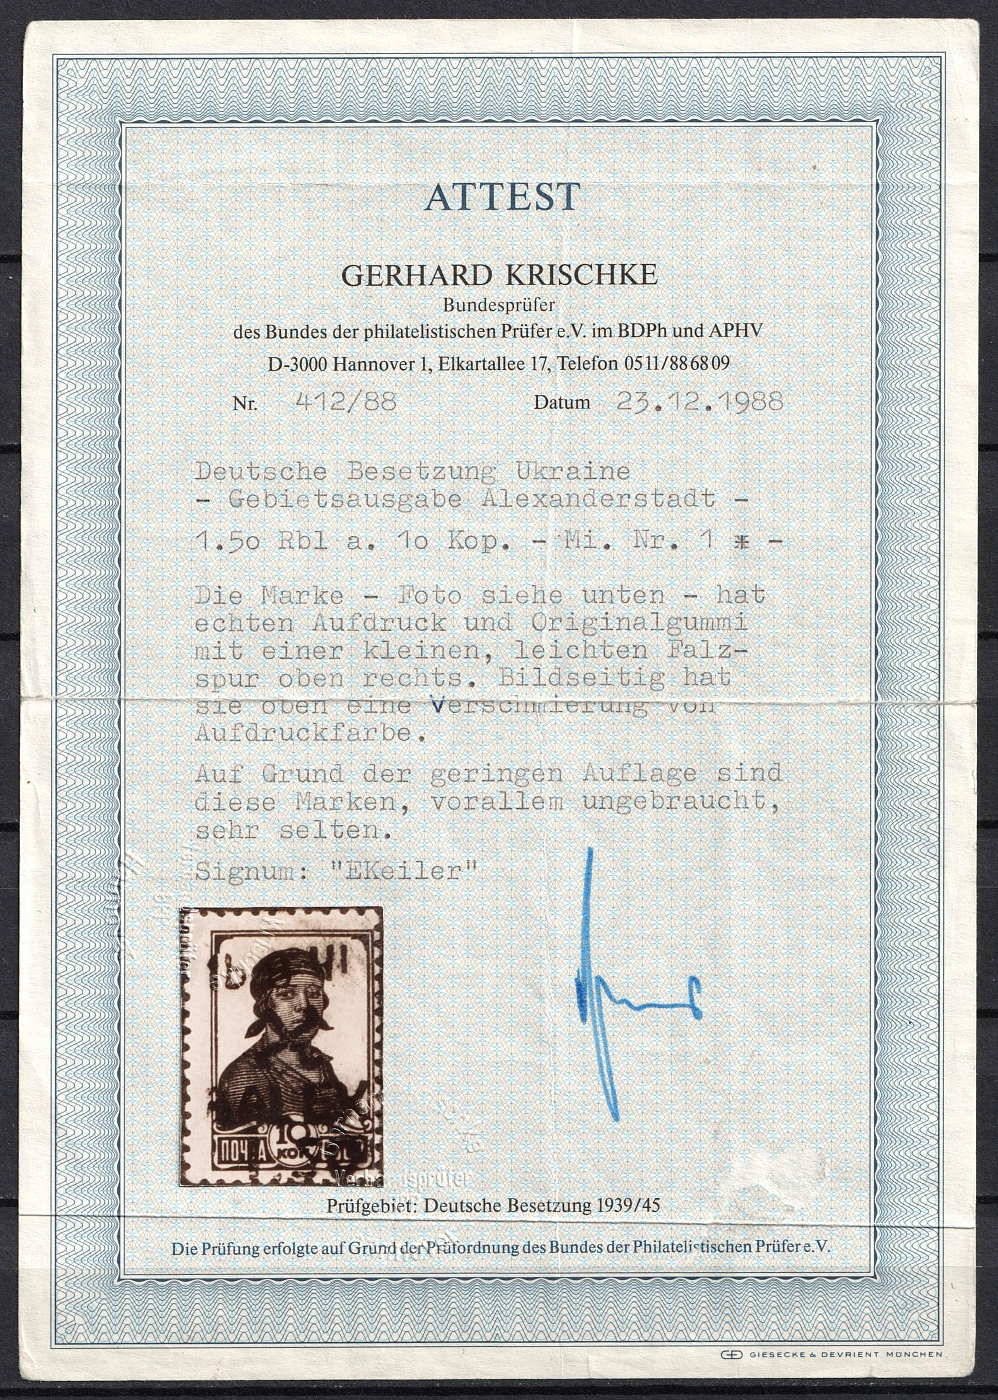 ATTEST
GERHARD KRISCHKE
Bundesprüfer
des Bundes der philatelistischen Prüfer e.V. im BDPh und APHV
D-3000 Hannover 1, Elkartallee 17, Telefon 0511/886809
Nr. 412/88 Datum 23.12.1988
Deutsche Besetzung Ukraine
- Gebietsausgabe Alexanderstadt -
1.5o Rbl a. 1o Kop. - Mi. Nr. 1 * -
Die Marke - Foto siehe unten - hat
echten Aufdruck und Originalgummi
mit einer kleinen, leichten Falz-
spur oben rechts. Bildseitig hat
sie oben eine Verschmierung von
Aufdruckfarbe.
Auf Grund der geringen Auflage sind
diese Marken, vorallem ungebraucht,
sehr selten.
Signum: "EKeiler"
ПОЧТА 10 КОП.
Prüfgebiet: Deutsche Besetzung 1939/45
Die Prüfung erfolgte auf Grund der Prüfordnung des Bundes der Philatelistischen Prüfer e.V.
GIESECKE & DEVRIENT MÜNCHEN